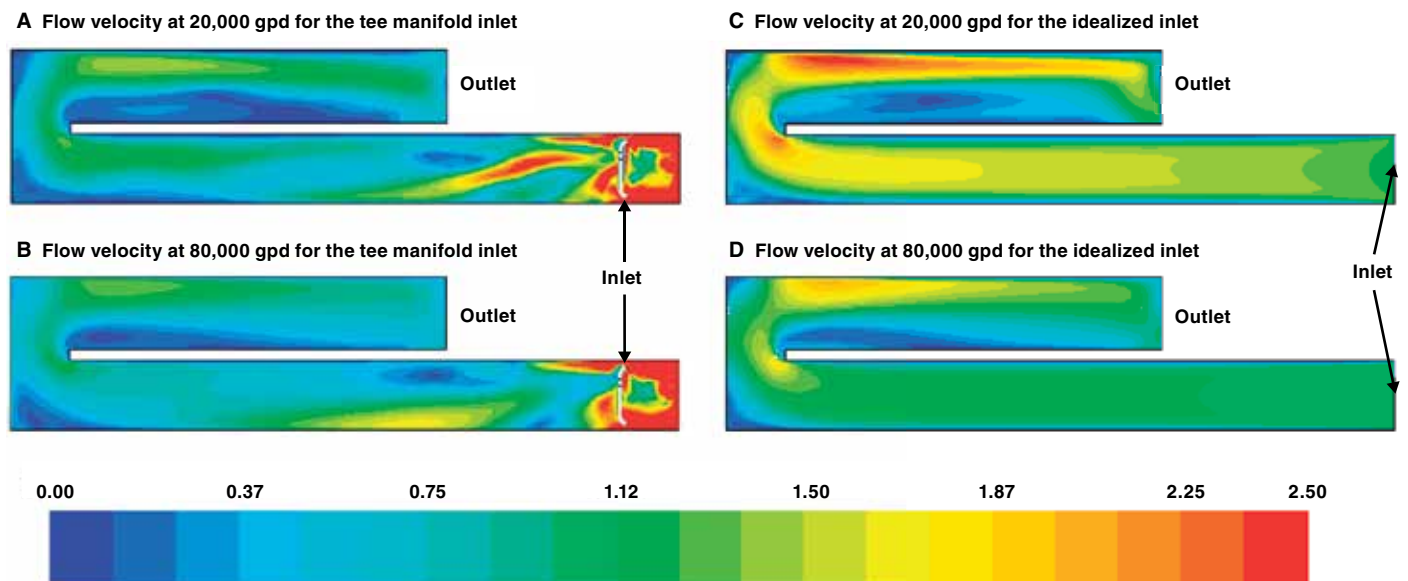 A Flow velocity at 20,000 gpd for the tee manifold inlet
Outlet
B Flow velocity at 80,000 gpd for the tee manifold inlet
Outlet
Inlet
C Flow velocity at 20,000 gpd for the idealized inlet
Outlet
D Flow velocity at 80,000 gpd for the idealized inlet
Outlet
Inlet
0.00 0.37 0.75 1.12 1.50 1.87 2.25 2.50